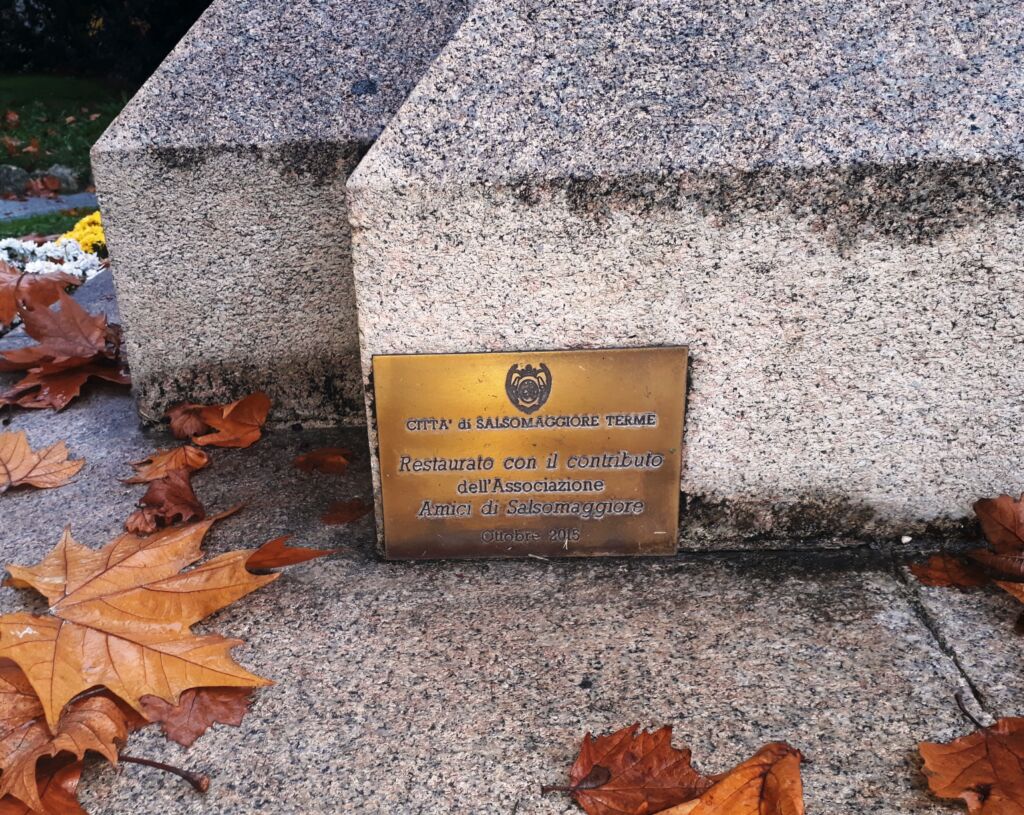 CITTA' di SALSOMAGGIORE TERME
Restaurato con il contributo
dell'Associazione
Amici di Salsomaggiore
Ottobre 2015